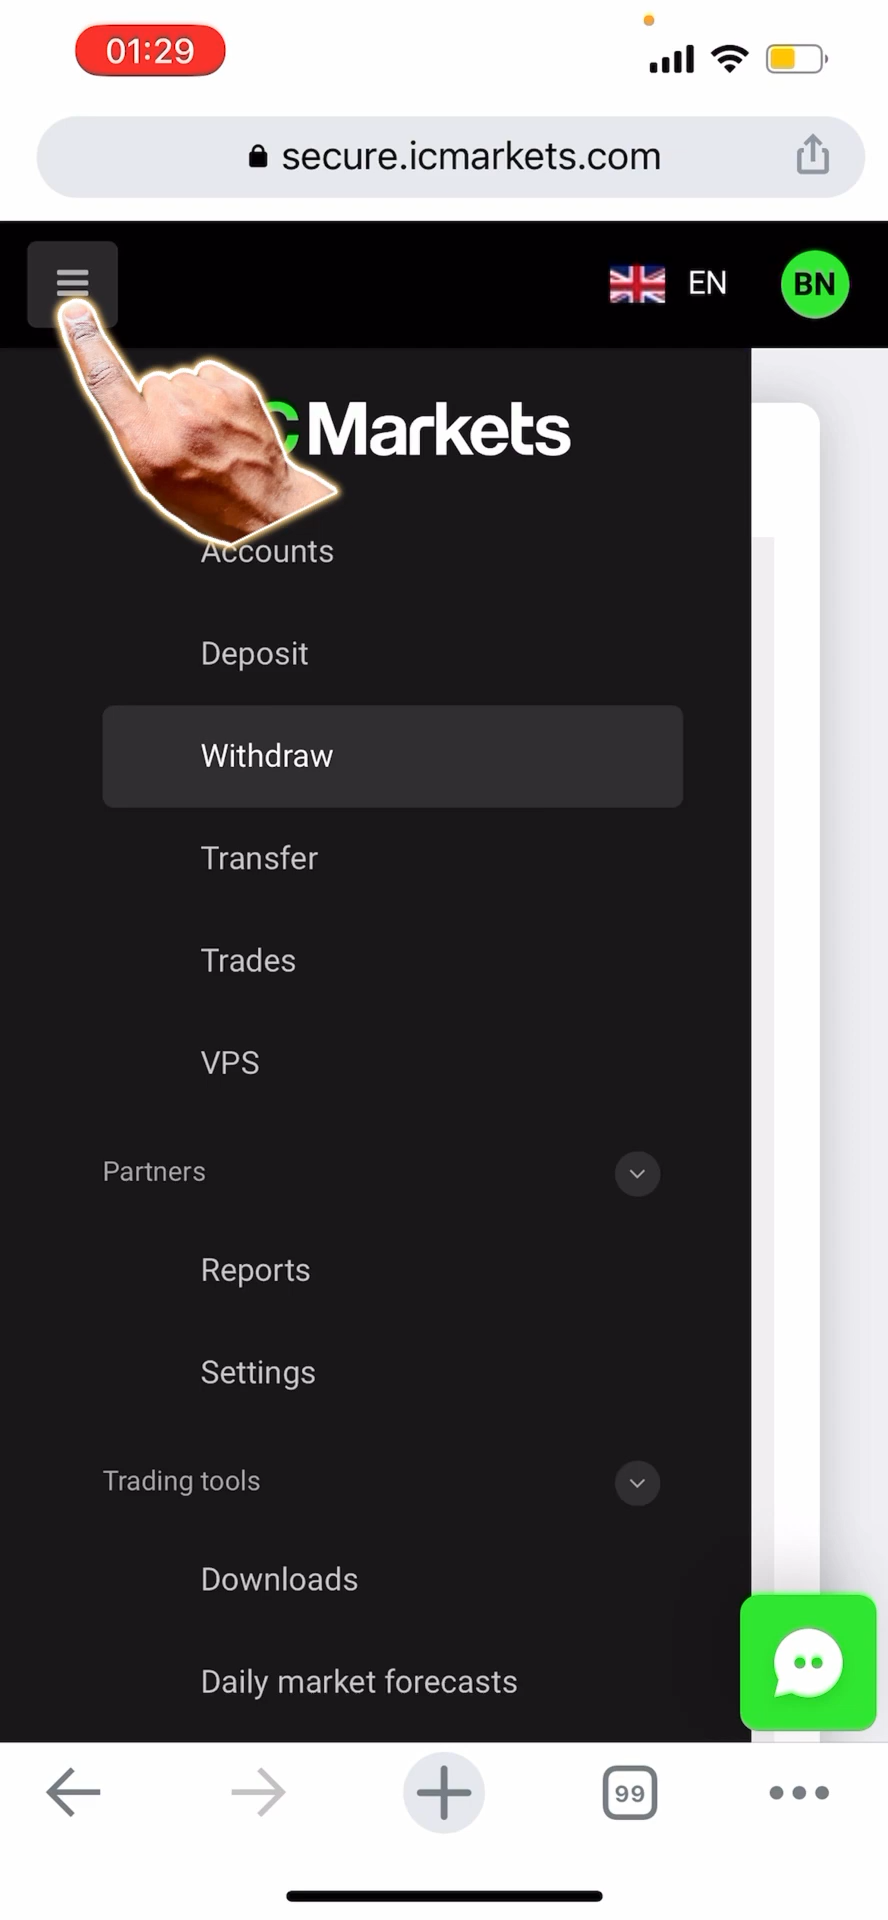 01:29
secure.icmarkets.com
EN
BN
C Markets
Accounts
Deposit
Withdraw
Transfer
Trades
VPS
Partners
Reports
Settings
Trading tools
Downloads
Daily market forecasts
99